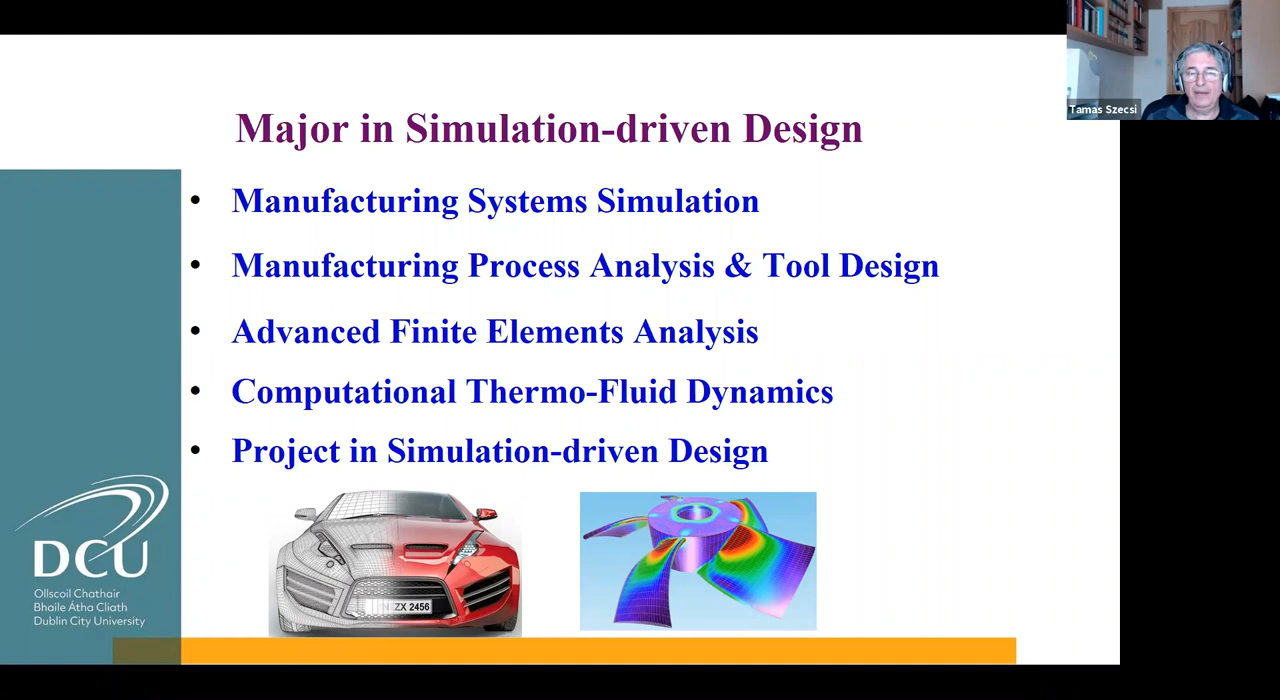 Tamas Szecsi
Major in Simulation-driven Design
• Manufacturing Systems Simulation
• Manufacturing Process Analysis & Tool Design
• Advanced Finite Elements Analysis
• Computational Thermo-Fluid Dynamics
• Project in Simulation-driven Design
ZX 2456
DCU
Ollscoil Chathair
Bhaile Átha Cliath
Dublin City University